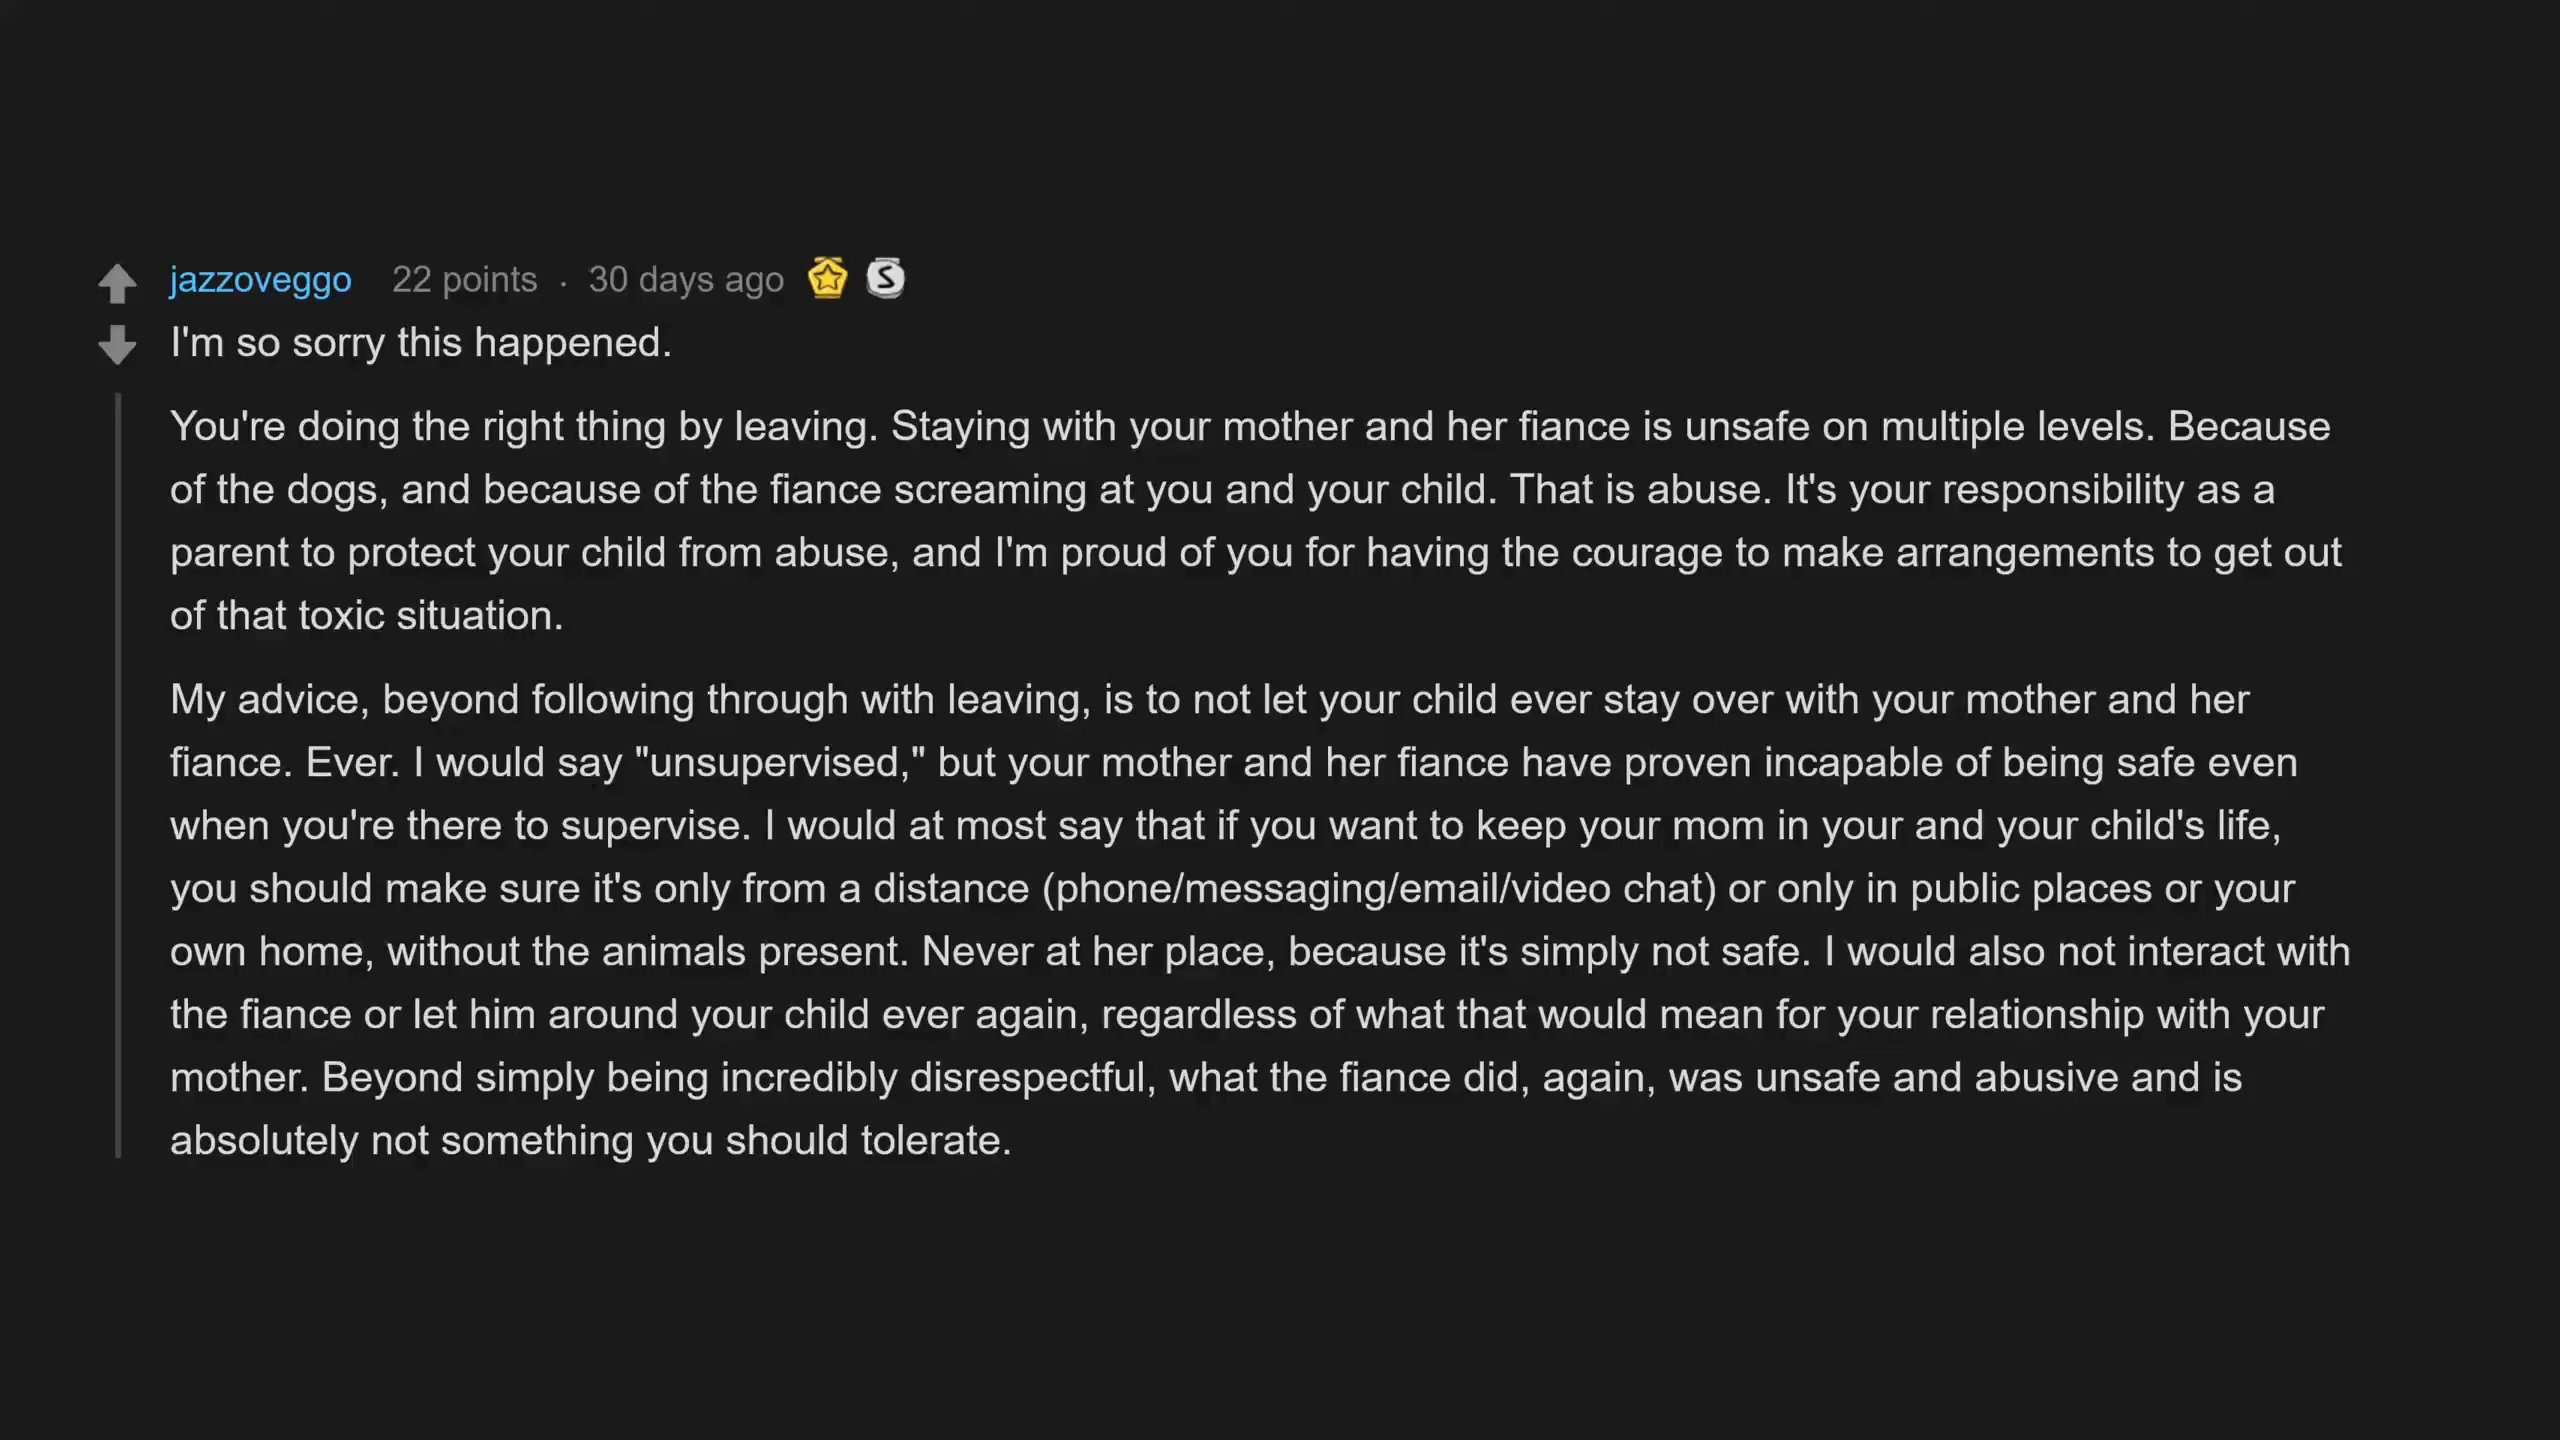 jazzoveggo 22 points · 30 days ago S
I'm so sorry this happened.
You're doing the right thing by leaving. Staying with your mother and her fiance is unsafe on multiple levels. Because
of the dogs, and because of the fiance screaming at you and your child. That is abuse. It's your responsibility as a
parent to protect your child from abuse, and I'm proud of you for having the courage to make arrangements to get out
of that toxic situation.
My advice, beyond following through with leaving, is to not let your child ever stay over with your mother and her
fiance. Ever. I would say "unsupervised," but your mother and her fiance have proven incapable of being safe even
when you're there to supervise. I would at most say that if you want to keep your mom in your and your child's life,
you should make sure it's only from a distance (phone/messaging/email/video chat) or only in public places or your
own home, without the animals present. Never at her place, because it's simply not safe. I would also not interact with
the fiance or let him around your child ever again, regardless of what that would mean for your relationship with your
mother. Beyond simply being incredibly disrespectful, what the fiance did, again, was unsafe and abusive and is
absolutely not something you should tolerate.